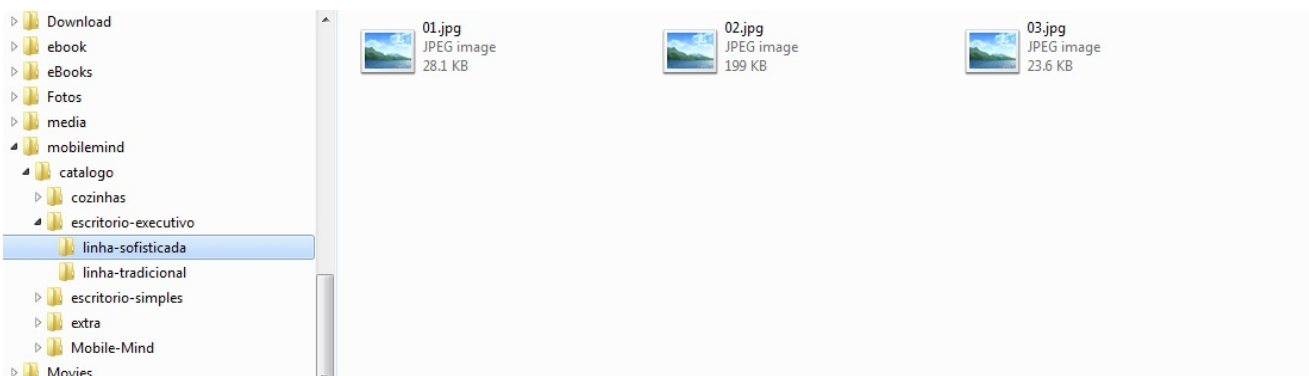 Download
ebook
eBooks
Fotos
media
mobilemind
catalogo
cozinhas
escritorio-executivo
linha-sofisticada
linha-tradicional
escritorio-simples
extra
Mobile-Mind
Movies
01.jpg
JPEG image
28.1 KB
02.jpg
JPEG image
199 KB
03.jpg
JPEG image
23.6 KB